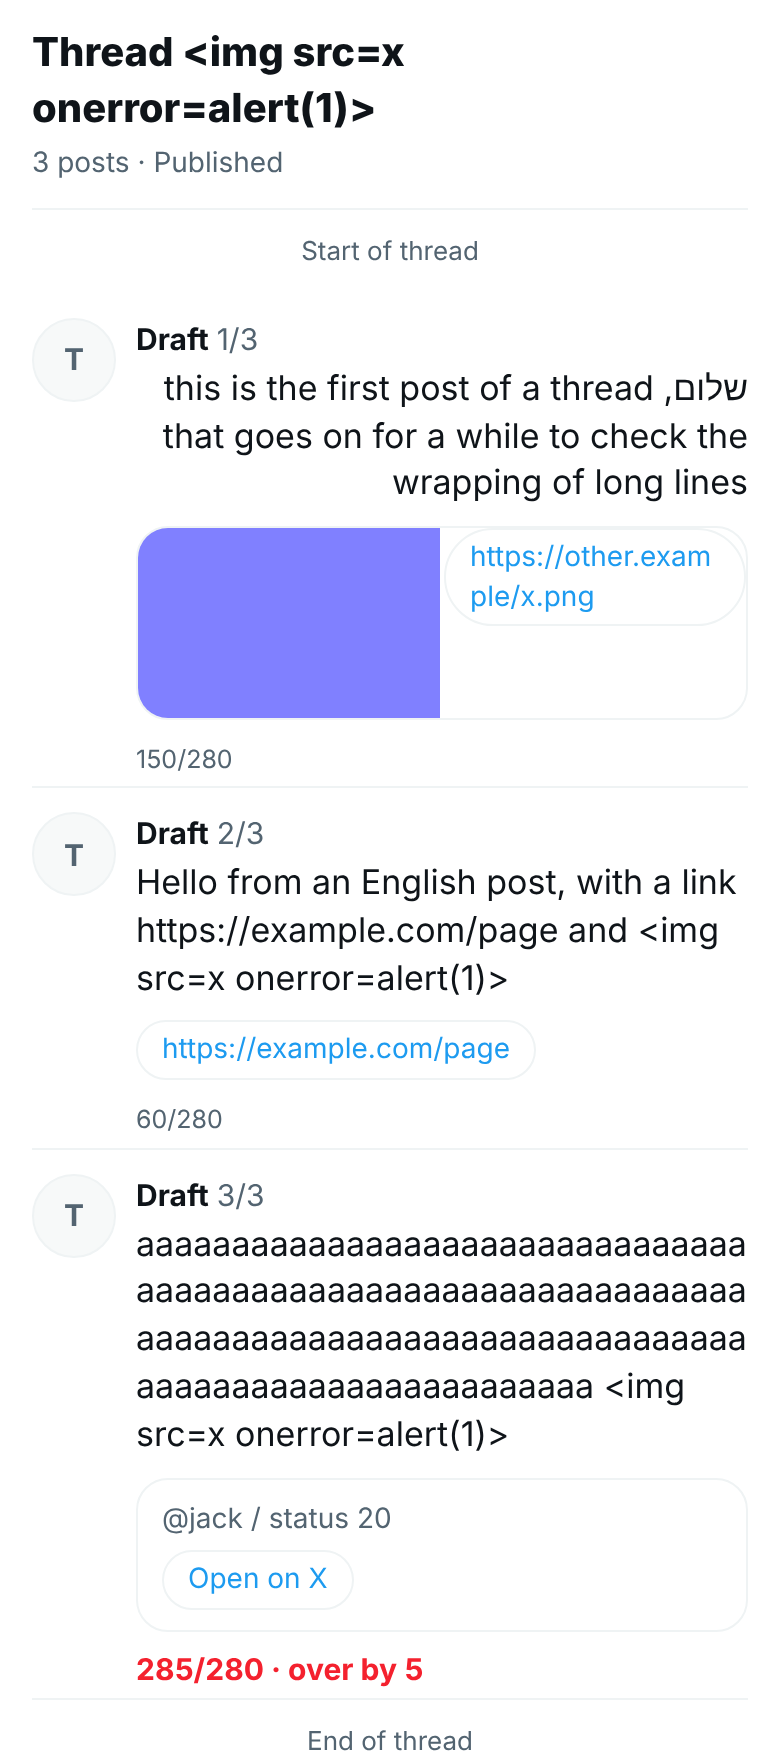 Thread <img src=x
onerror=alert(1)>
3 posts · Published
Start of thread
T
Draft 1/3
שלום, this is the first post of a thread
that goes on for a while to check the
wrapping of long lines
https://other.exam
ple/x.png
150/280
T
Draft 2/3
Hello from an English post, with a link
https://example.com/page and <img
src=x onerror=alert(1)>
https://example.com/page
60/280
T
Draft 3/3
aaaaaaaaaaaaaaaaaaaaaaaaaaaaaaaa
aaaaaaaaaaaaaaaaaaaaaaaaaaaaaaaa
aaaaaaaaaaaaaaaaaaaaaaaaaaaaaaaa
aaaaaaaaaaaaaaaaaaaaaaaa <img
src=x onerror=alert(1)>
@jack / status 20
Open on X
285/280 · over by 5
End of thread